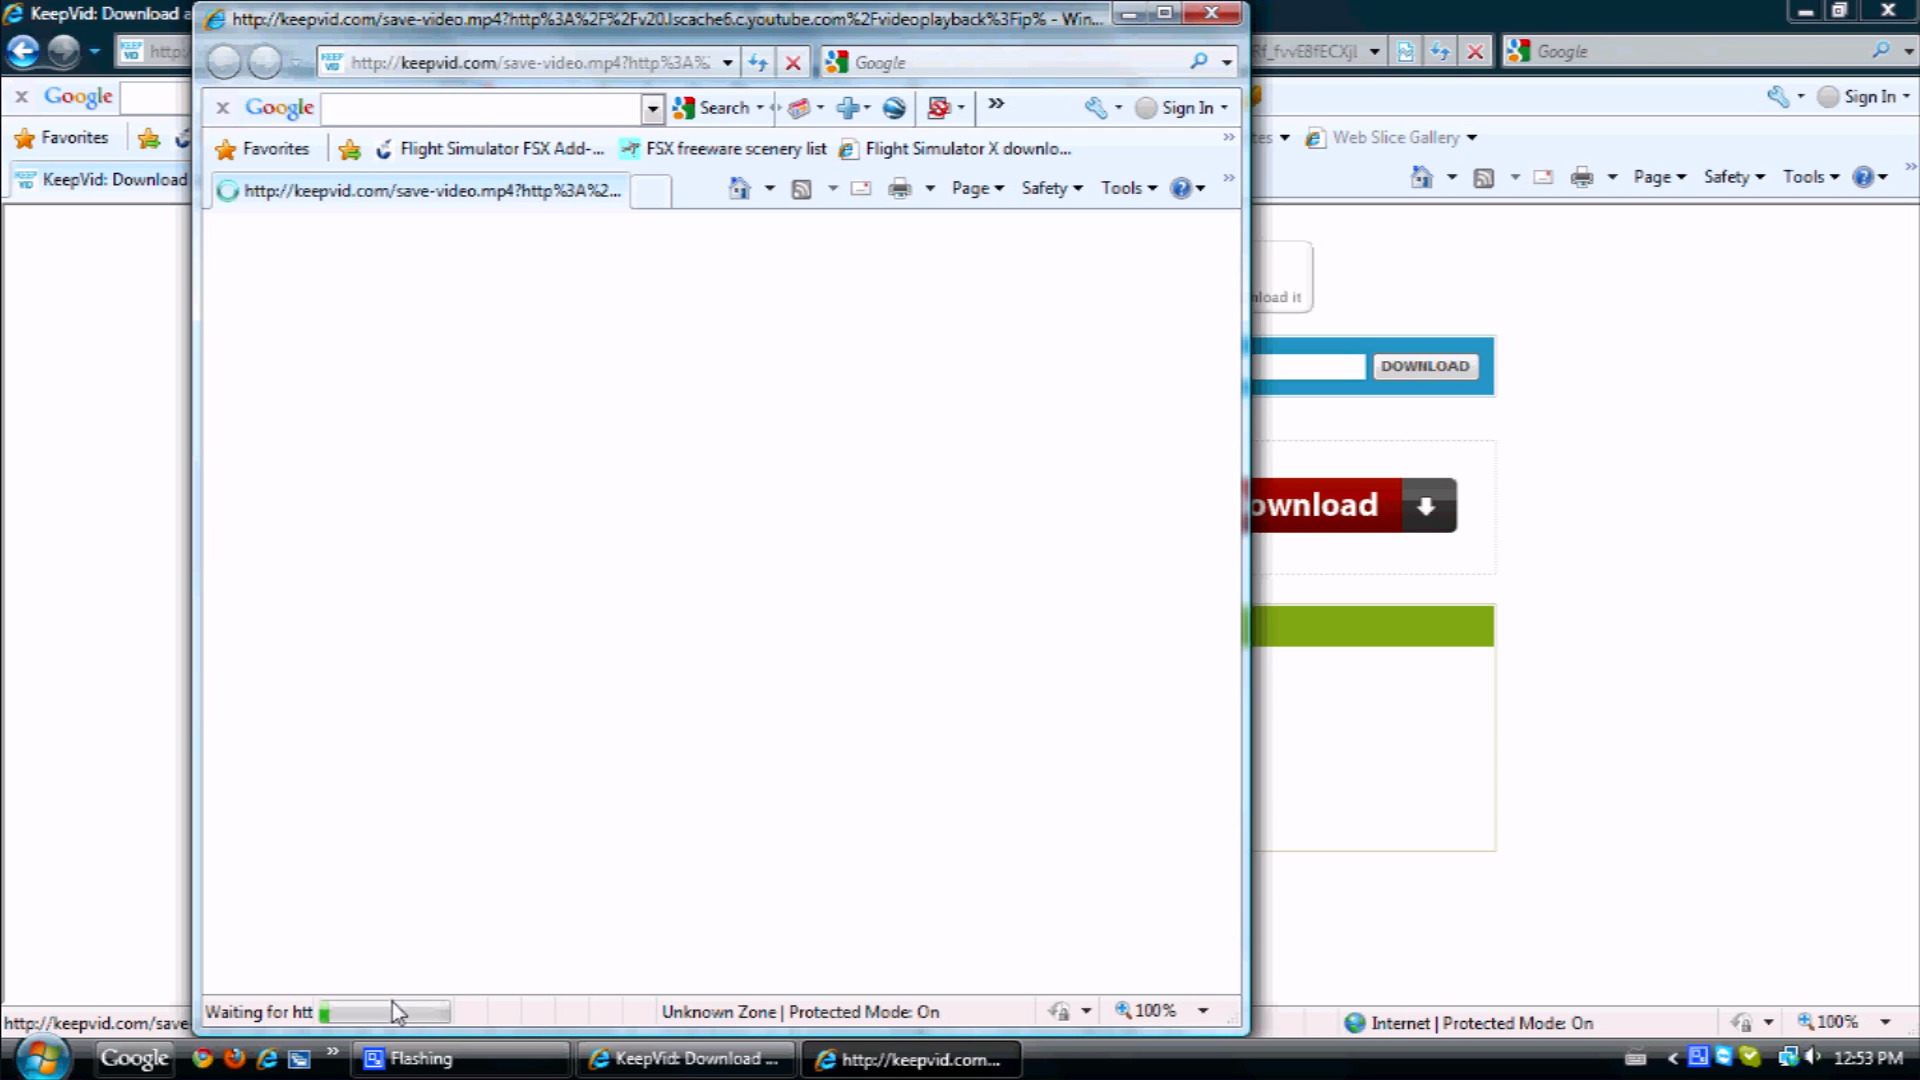 KeepVid: Download a
http://keepvid.com/save-video.mp4?http%3A%2F%2Fv20.lscache6.c.youtube.com%2Fvideoplayback%3Fip% - Win...
http:
http://keepvid.com/save-video.mp4?http%3A%
Google
Google
Google
Google
Search
Sign In
Sign In
Favorites
KeepVid: Download
Favorites
Flight Simulator FSX Add-...
FSX freeware scenery list
Flight Simulator X downlo...
Web Slice Gallery
http://keepvid.com/save-video.mp4?http%3A%2...
Page
Safety
Tools
Page
Safety
Tools
nload it
DOWNLOAD
ownload
Waiting for htt
Unknown Zone | Protected Mode: On
100%
http://keepvid.com/save
Internet | Protected Mode: On
100%
Google
Flashing
KeepVid: Download ...
http://keepvid.com...
12:53 PM